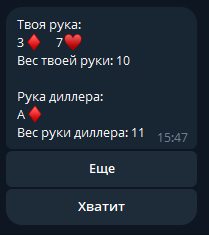 Твоя рука:
3♦️ 7♥️
Вес твоей руки: 10

Рука диллера:
А♦️
Вес руки диллера: 11
15:47
Еще
Хватит